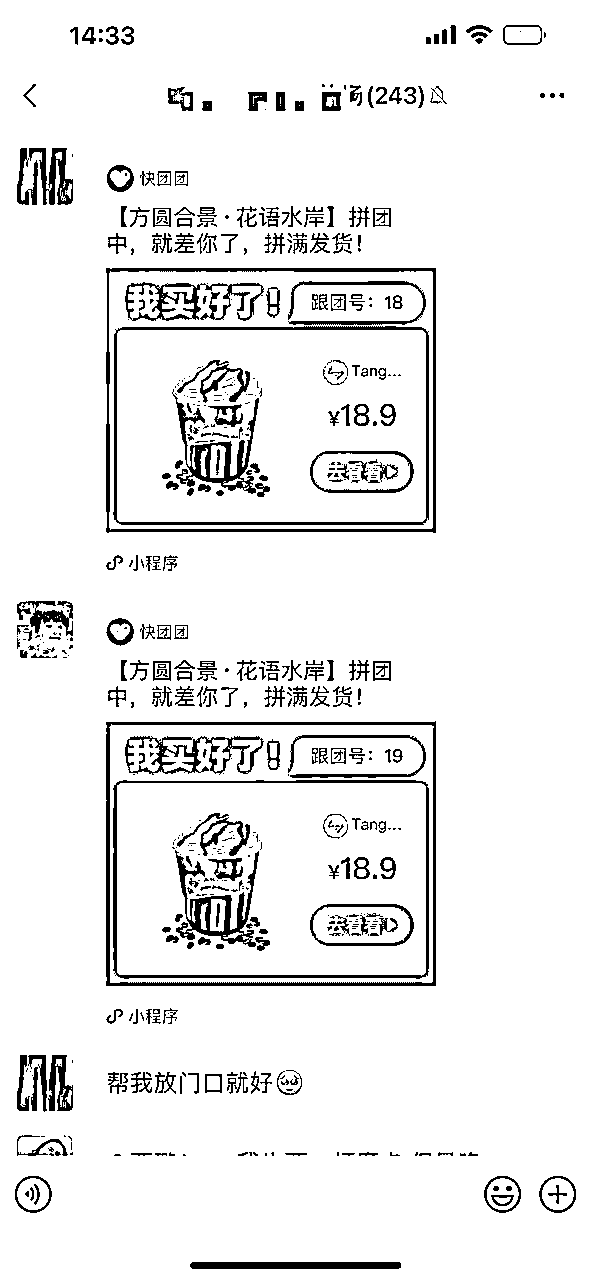 14:33
(243)
快团团
【方圆合景·花语水岸】拼团
中，就差你了，拼满发货！
我买好了！
跟团号：18
Tang...
¥18.9
去看看
小程序
快团团
【方圆合景·花语水岸】拼团
中，就差你了，拼满发货！
我买好了！
跟团号：19
Tang...
¥18.9
去看看
小程序
帮我放门口就好